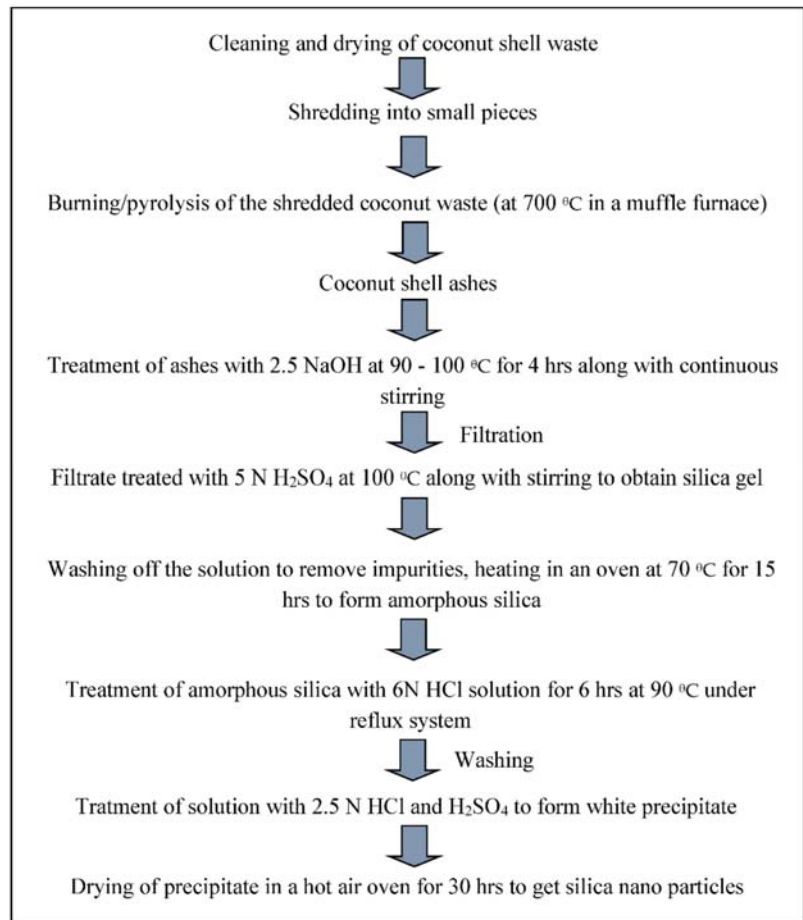 Cleaning and drying of coconut shell waste
Shredding into small pieces
Burning/pyrolysis of the shredded coconut waste (at 700 ⁰C in a muffle furnace)
Coconut shell ashes
Treatment of ashes with 2.5 NaOH at 90 - 100 ⁰C for 4 hrs along with continuous
stirring
Filtration
Filtrate treated with 5 N H₂SO₄ at 100 ⁰C along with stirring to obtain silica gel
Washing off the solution to remove impurities, heating in an oven at 70 ⁰C for 15
hrs to form amorphous silica
Treatment of amorphous silica with 6N HCl solution for 6 hrs at 90 ⁰C under
reflux system
Washing
Tratment of solution with 2.5 N HCl and H₂SO₄ to form white precipitate
Drying of precipitate in a hot air oven for 30 hrs to get silica nano particles